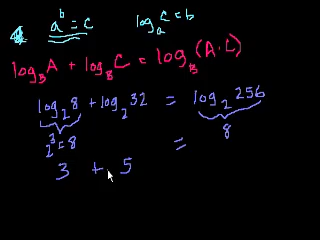 a^b = c   log_a c = b
log_B A + log_B C = log_B (A · C)
log_2 8 + log_2 32 = log_2 256
2^3 = 8   8
3 + 5 =